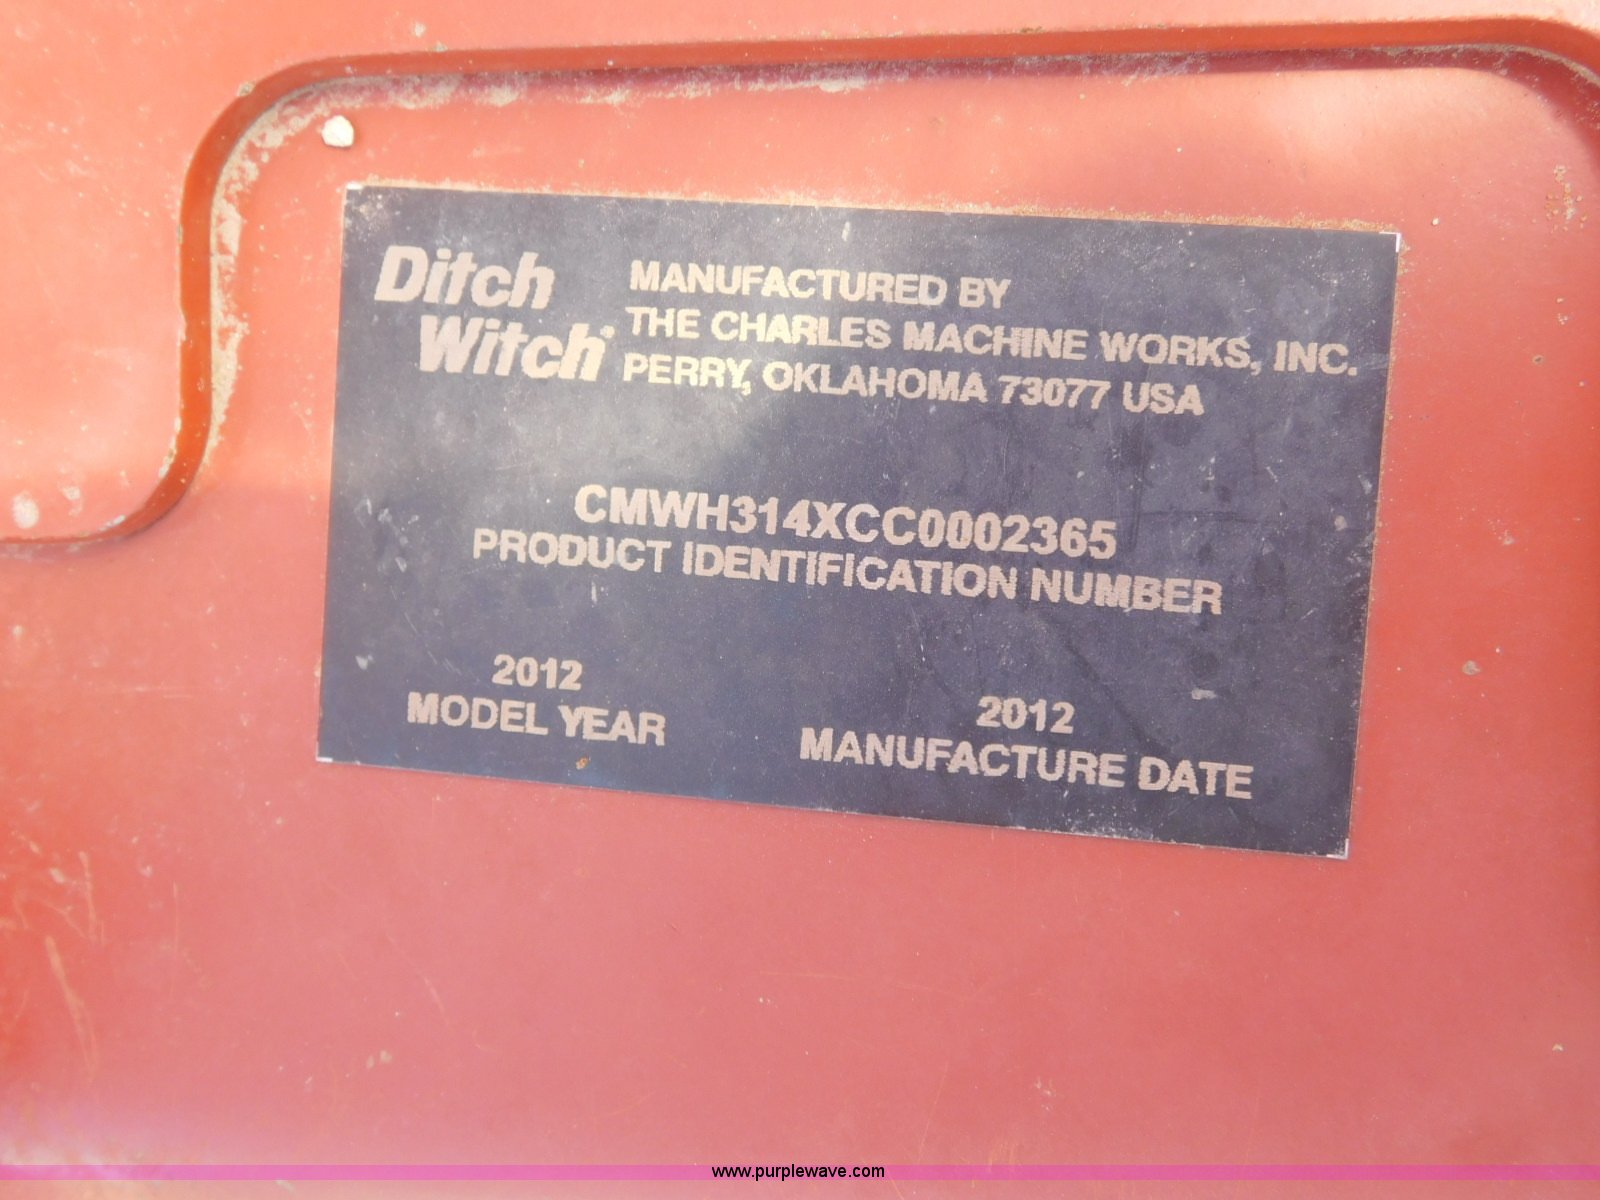 Ditch
Witch®
MANUFACTURED BY
THE CHARLES MACHINE WORKS, INC.
PERRY, OKLAHOMA 73077 USA
CMWH314XCC0002365
PRODUCT IDENTIFICATION NUMBER
2012
MODEL YEAR
2012
MANUFACTURE DATE
www.purplewave.com